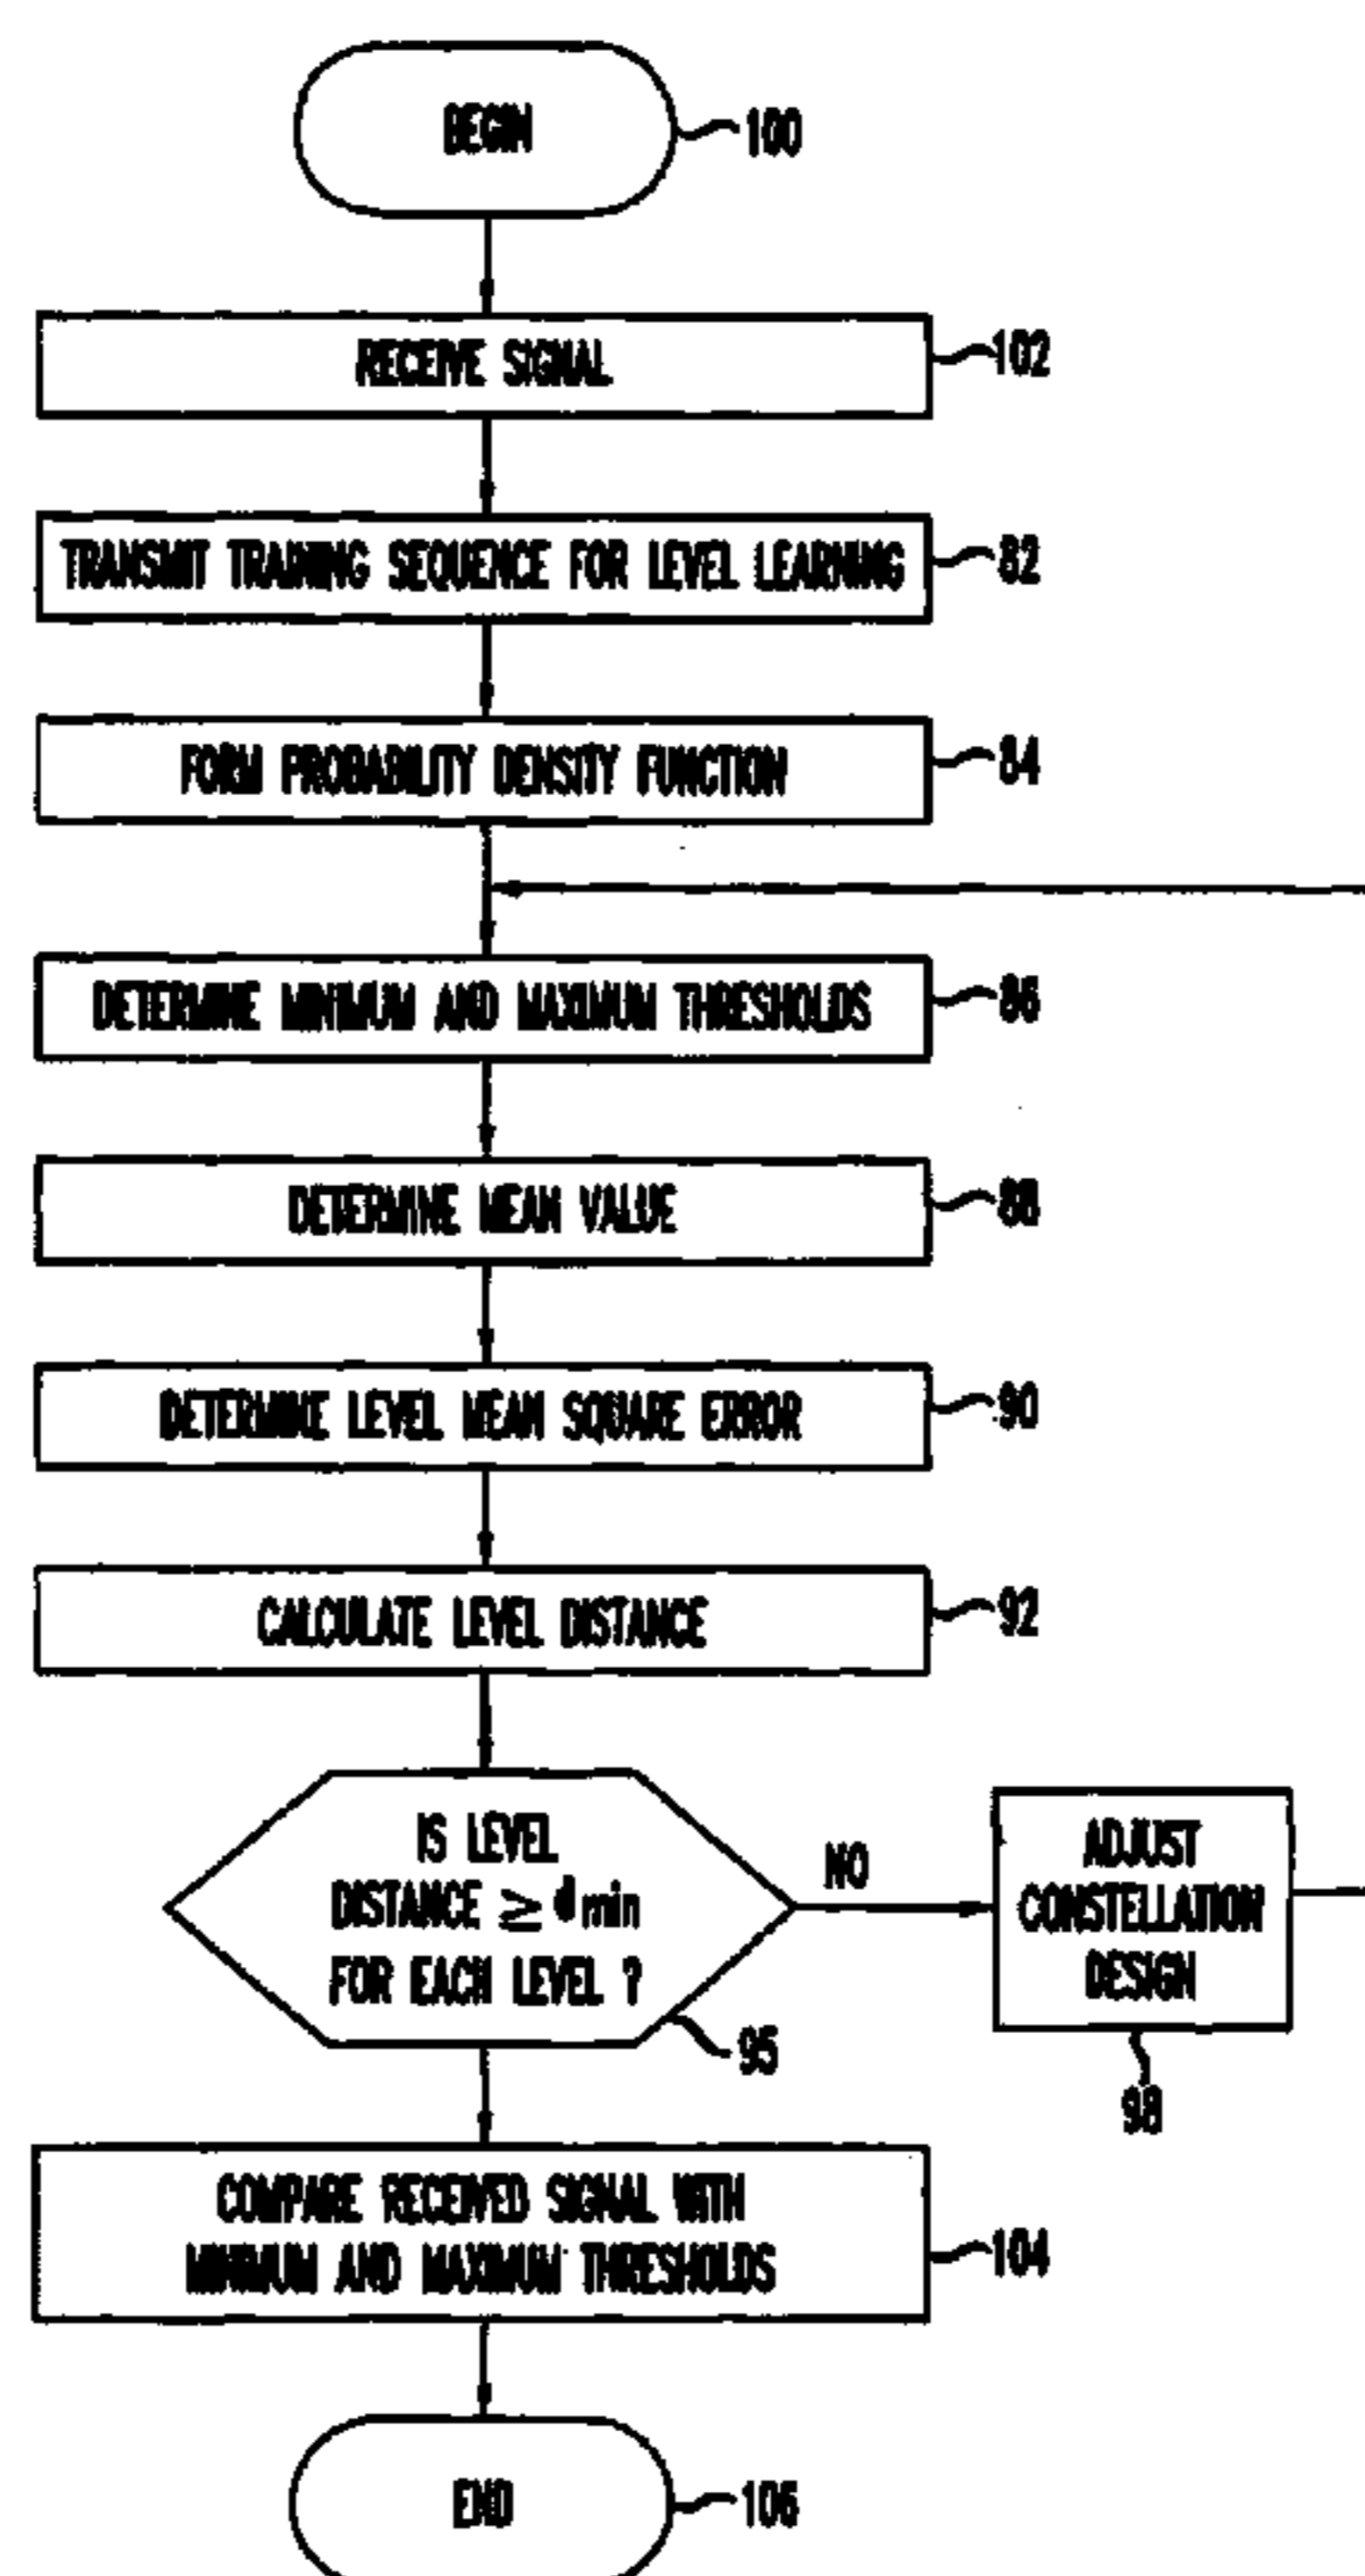 BEGIN
100
RECEIVE SIGNAL
102
TRANSMIT TRAINING SEQUENCE FOR LEVEL LEARNING
82
FORM PROBABILITY DENSITY FUNCTION
84
DETERMINE MINIMUM AND MAXIMUM THRESHOLDS
86
DETERMINE MEAN VALUE
88
DETERMINE LEVEL MEAN SQUARE ERROR
90
CALCULATE LEVEL DISTANCE
92
IS LEVEL
DISTANCE ≥ dmin
FOR EACH LEVEL ?
95
NO
ADJUST
CONSTELLATION
DESIGN
98
COMPARE RECEIVED SIGNAL WITH
MINIMUM AND MAXIMUM THRESHOLDS
104
END
106